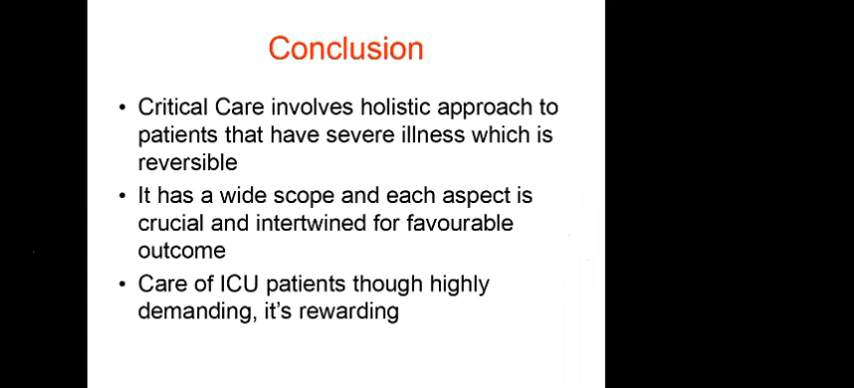 Conclusion
• Critical Care involves holistic approach to
patients that have severe illness which is
reversible
• It has a wide scope and each aspect is
crucial and intertwined for favourable
outcome
• Care of ICU patients though highly
demanding, it's rewarding